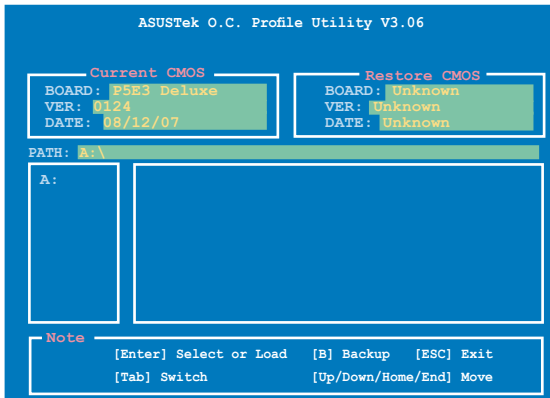 ASUSTek O.C. Profile Utility V3.06
Current CMOS
BOARD: P5E3 Deluxe
VER: 0124
DATE: 08/12/07
Restore CMOS
BOARD: Unknown
VER: Unknown
DATE: Unknown
PATH: A:\
A:
Note
[Enter] Select or Load [B] Backup [ESC] Exit
[Tab] Switch [Up/Down/Home/End] Move